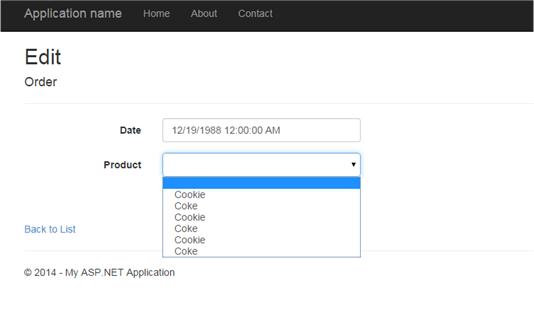 Application name Home About Contact
Edit
Order
Date 12/19/1988 12:00:00 AM
Product
Cookie
Coke
Cookie
Coke
Cookie
Coke
Back to List
© 2014 - My ASP.NET Application